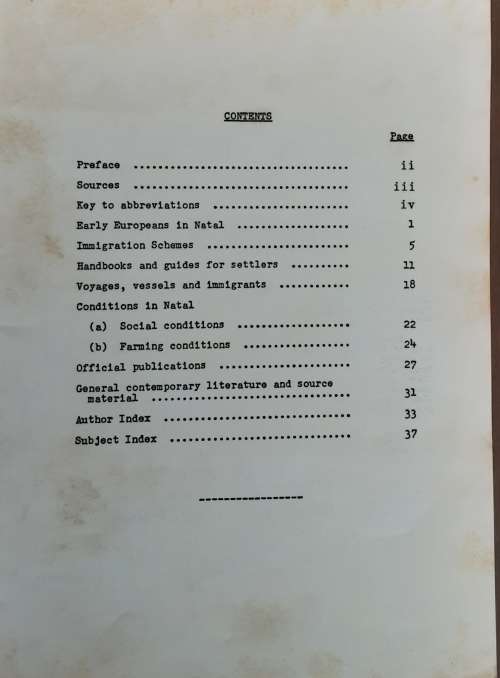 CONTENTS
Page
Preface .................................... ii
Sources .................................... iii
Key to abbreviations ....................... iv
Early Europeans in Natal ................... 1
Immigration Schemes ........................ 5
Handbooks and guides for settlers .......... 11
Voyages, vessels and immigrants ............ 18
Conditions in Natal
(a) Social conditions ................... 22
(b) Farming conditions .................. 24
Official publications ...................... 27
General contemporary literature and source
material ................................. 31
Author Index ............................... 33
Subject Index .............................. 37
-----------------